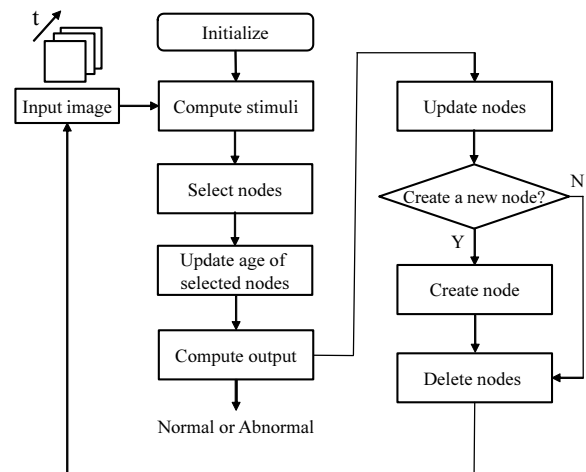 t
Input image
Initialize
Compute stimuli
Select nodes
Update age of
selected nodes
Compute output
Normal or Abnormal
Update nodes
Create a new node?
N
Y
Create node
Delete nodes